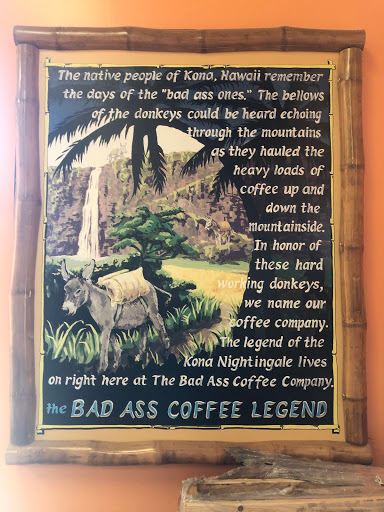 The native people of Kona, Hawaii remember
the days of the "bad ass ones." The bellows
of the donkeys could be heard echoing
through the mountains
as they hauled the
heavy loads of
coffee up and
down the
mountainside.
In honor of
these hard
working donkeys,
we name our
coffee company.
The legend of the
Kona Nightingale lives
on right here at The Bad Ass Coffee Company.
the BAD ASS COFFEE LEGEND